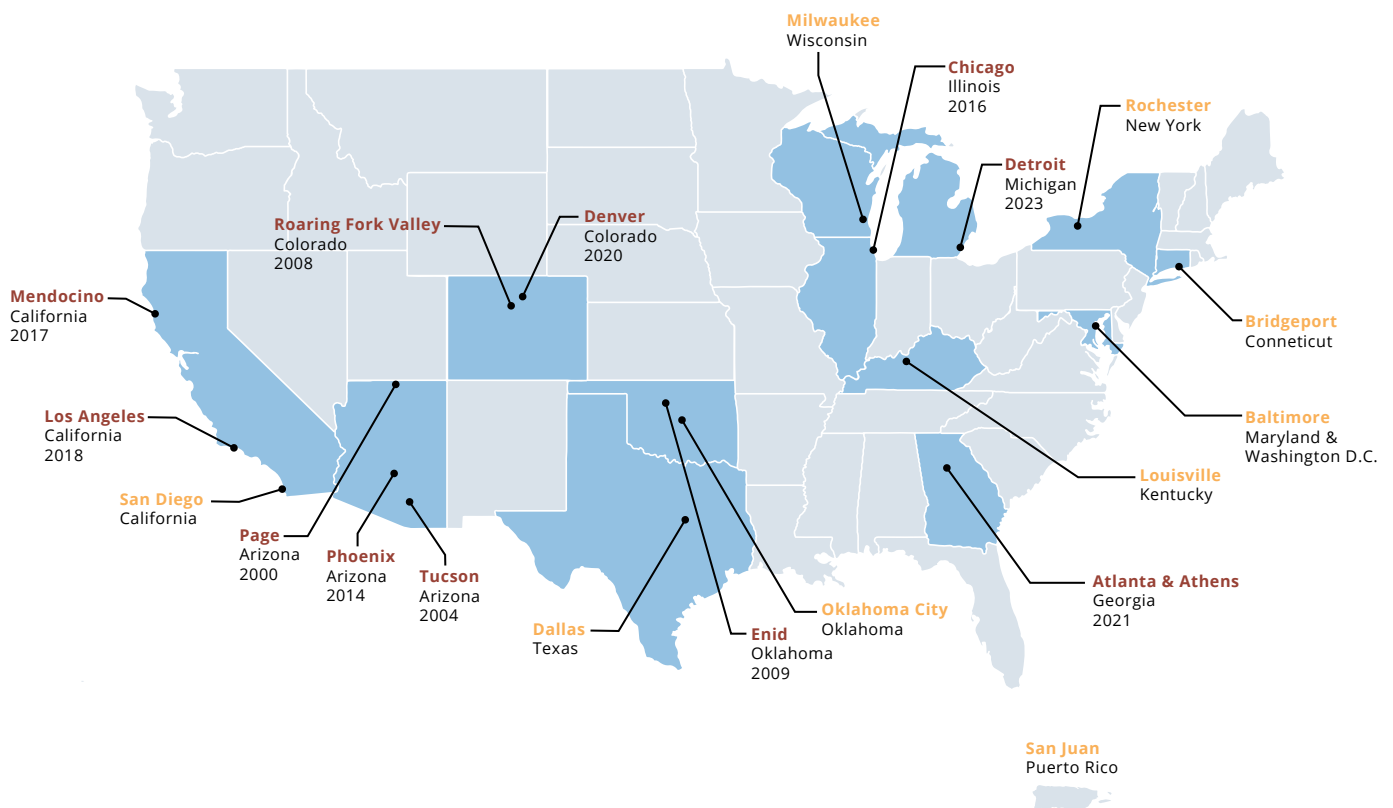 Milwaukee
Wisconsin
Chicago
Illinois
2016
Rochester
New York
Detroit
Michigan
2023
Roaring Fork Valley
Colorado
2008
Denver
Colorado
2020
Mendocino
California
2017
Bridgeport
Conneticut
Los Angeles
California
2018
Baltimore
Maryland &
Washington D.C.
San Diego
California
Louisville
Kentucky
Page
Arizona
2000
Phoenix
Arizona
2014
Tucson
Arizona
2004
Atlanta & Athens
Georgia
2021
Dallas
Texas
Enid
Oklahoma
2009
Oklahoma City
Oklahoma
San Juan
Puerto Rico